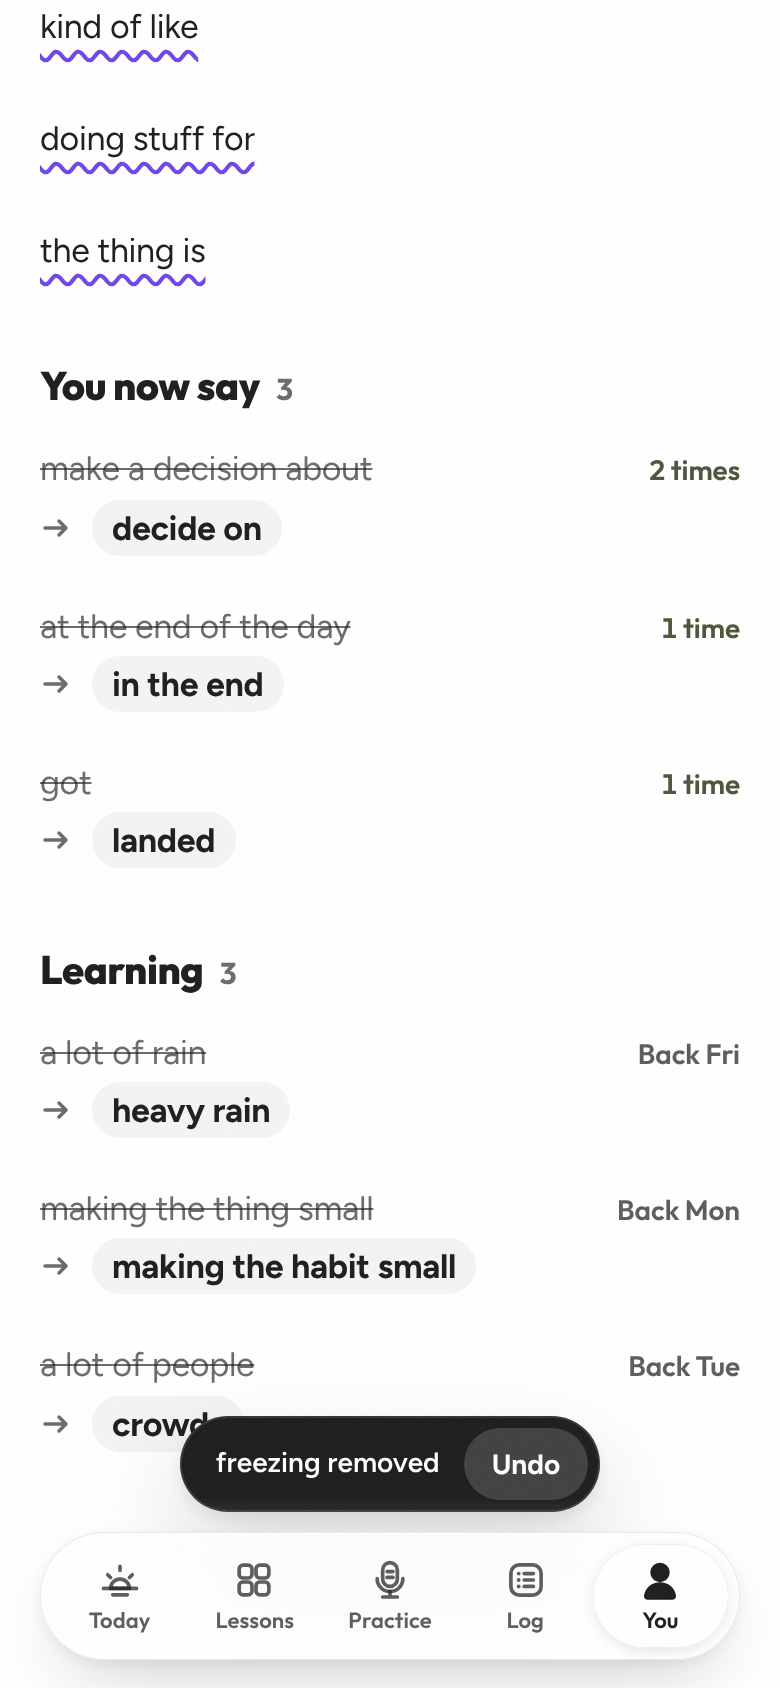 kind of like
doing stuff for
the thing is
You now say 3
make a decision about 2 times
→ decide on
at the end of the day 1 time
→ in the end
got 1 time
→ landed
Learning 3
a lot of rain Back Fri
→ heavy rain
making the thing small Back Mon
→ making the habit small
a lot of people Back Tue
→ crowd
freezing removed Undo
Today Lessons Practice Log You